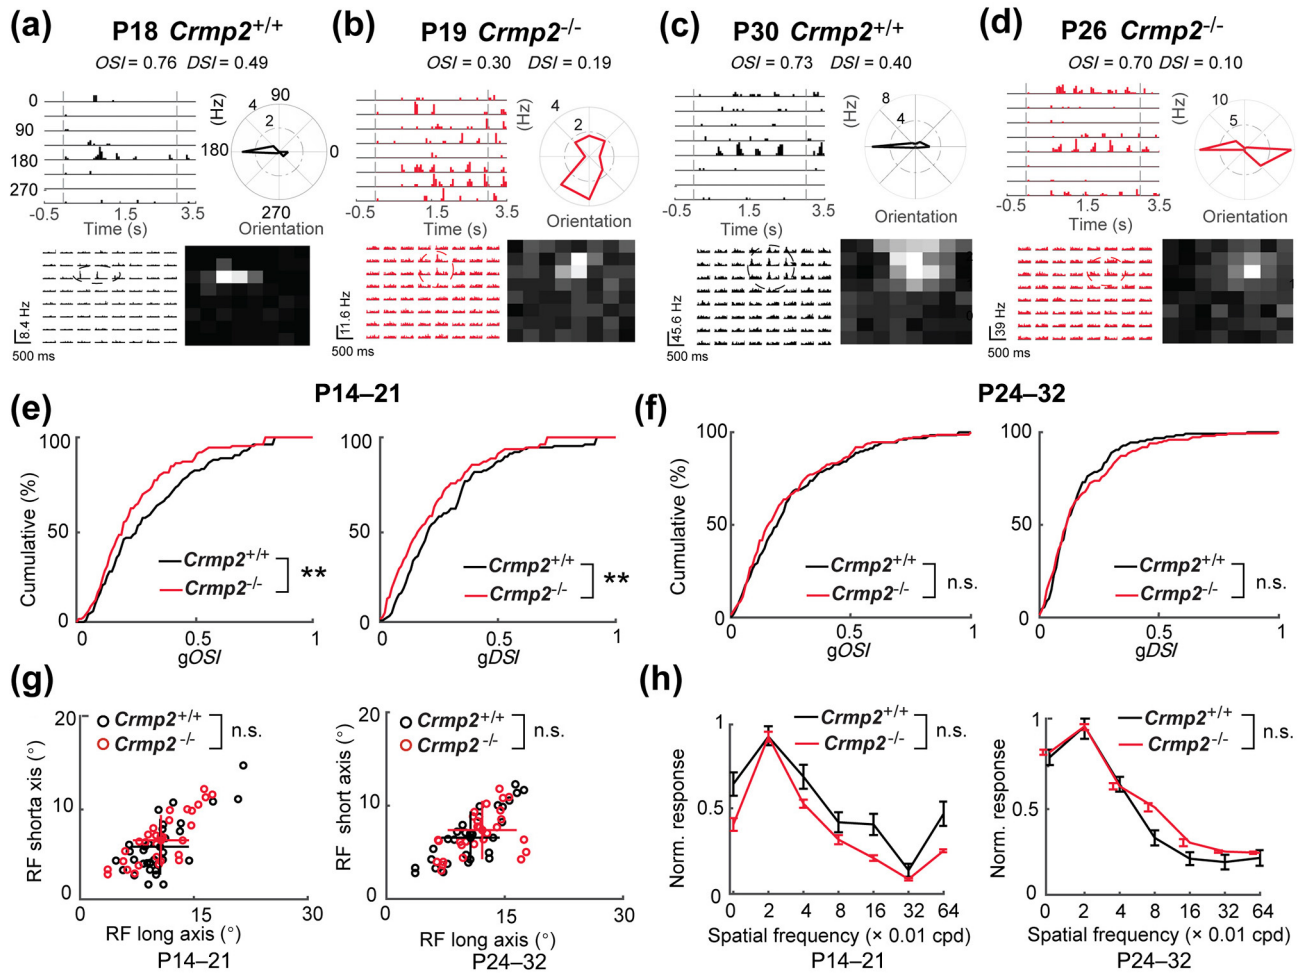 (a)
P18 Crmp2+/+
OSI = 0.76 DSI = 0.49
0
90
180
270
-0.5 1.5 3.5
Time (s)
(Hz)
90
4
2
180
0
270
Orientation
8.4 Hz
500 ms
(b)
P19 Crmp2-/-
OSI = 0.30 DSI = 0.19
-0.5 1.5 3.5
Time (s)
(Hz)
4
2
Orientation
11.6 Hz
500 ms
(c)
P30 Crmp2+/+
OSI = 0.73 DSI = 0.40
-0.5 1.5 3.5
Time (s)
(Hz)
8
4
Orientation
45.6 Hz
500 ms
(d)
P26 Crmp2-/-
OSI = 0.70 DSI = 0.10
-0.5 1.5 3.5
Time (s)
(Hz)
10
5
Orientation
39 Hz
500 ms
P14–21
(e)
Cumulative (%)
100
50
0
0 0.5 1
gOSI
Crmp2+/+
Crmp2-/-
**
100
50
0
0 0.5 1
gDSI
Crmp2+/+
Crmp2-/-
**
P24–32
(f)
Cumulative (%)
100
50
0
0 0.5 1
gOSI
Crmp2+/+
Crmp2-/-
n.s.
100
50
0
0 0.5 1
gDSI
Crmp2+/+
Crmp2-/-
n.s.
(g)
RF shorta xis (°)
20
10
0
0 15 30
RF long axis (°)
P14–21
Crmp2+/+
Crmp2-/-
n.s.
RF short axis (°)
20
10
0
0 15 30
RF long axis (°)
P24–32
Crmp2+/+
Crmp2-/-
n.s.
(h)
Norm. response
1
0.5
0
0 2 4 8 16 32 64
Spatial frequency (× 0.01 cpd)
P14–21
Crmp2+/+
Crmp2-/-
n.s.
Norm. response
1
0.5
0
0 2 4 8 16 32 64
Spatial frequency (× 0.01 cpd)
P24–32
Crmp2+/+
Crmp2-/-
n.s.